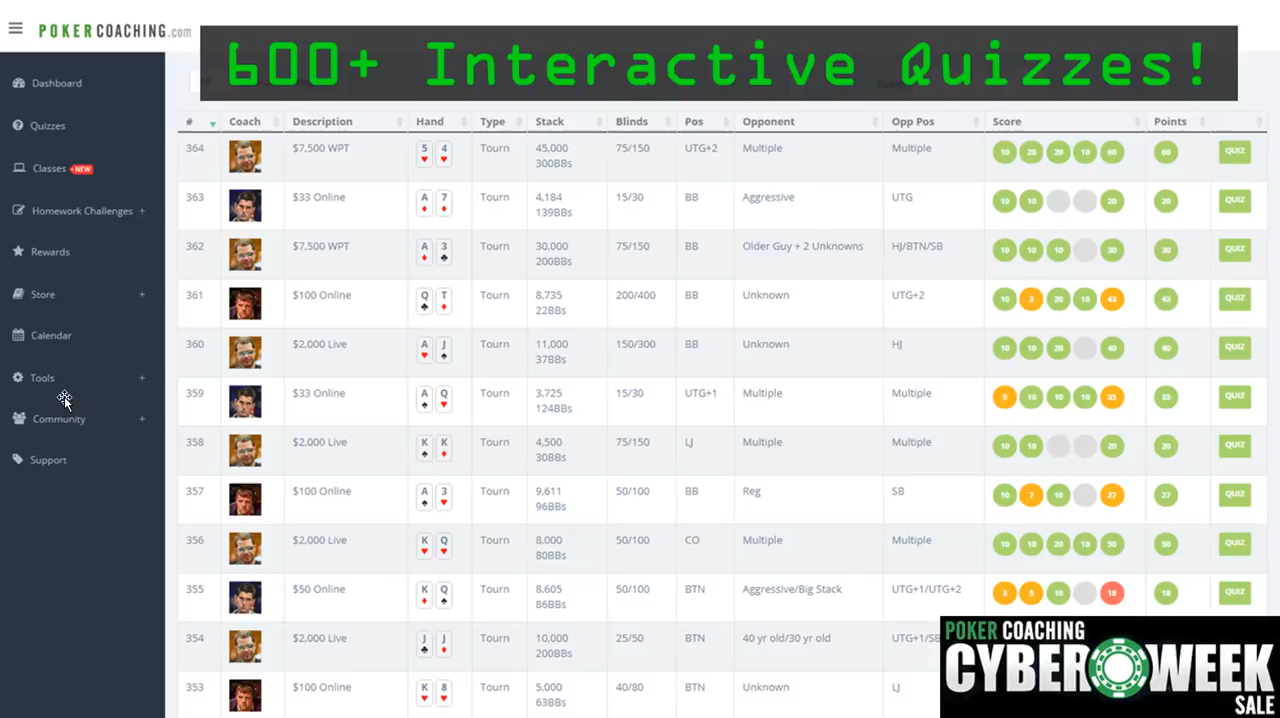 POKERCOACHING.com
600+ Interactive Quizzes!
Dashboard
Quizzes
Classes NEW
Homework Challenges +
Rewards
Store +
Calendar
Tools +
Community +
Support
# Coach Description Hand Type Stack Blinds Pos Opponent Opp Pos Score Points
364 $7,500 WPT 5 4 Tourn 45,000 75/150 UTG+2 Multiple Multiple 10 20 20 10 60 60 QUIZ
300BBs
363 $33 Online A 7 Tourn 4,184 15/30 BB Aggressive UTG 10 10 20 20 QUIZ
139BBs
362 $7,500 WPT A 3 Tourn 30,000 75/150 BB Older Guy + 2 Unknowns HJ/BTN/SB 10 10 10 30 30 QUIZ
200BBs
361 $100 Online Q T Tourn 8,735 200/400 BB Unknown UTG+2 10 3 20 10 43 43 QUIZ
22BBs
360 $2,000 Live A J Tourn 11,000 150/300 BB Unknown HJ 10 10 20 40 40 QUIZ
37BBs
359 $33 Online A Q Tourn 3,725 15/30 UTG+1 Multiple Multiple 5 10 10 10 35 35 QUIZ
124BBs
358 $2,000 Live K K Tourn 4,500 75/150 LJ Multiple Multiple 10 10 20 20 QUIZ
30BBs
357 $100 Online A 3 Tourn 9,611 50/100 BB Reg SB 10 7 10 27 27 QUIZ
96BBs
356 $2,000 Live K Q Tourn 8,000 50/100 CO Multiple Multiple 10 10 20 10 50 50 QUIZ
80BBs
355 $50 Online K Q Tourn 8,605 50/100 BTN Aggressive/Big Stack UTG+1/UTG+2 3 5 10 18 18 QUIZ
86BBs
354 $2,000 Live J J Tourn 10,000 25/50 BTN 40 yr old/30 yr old UTG+1/SB
200BBs
353 $100 Online K 8 Tourn 5,000 40/80 BTN Unknown LJ
63BBs
POKER COACHING
CYBER WEEK
SALE